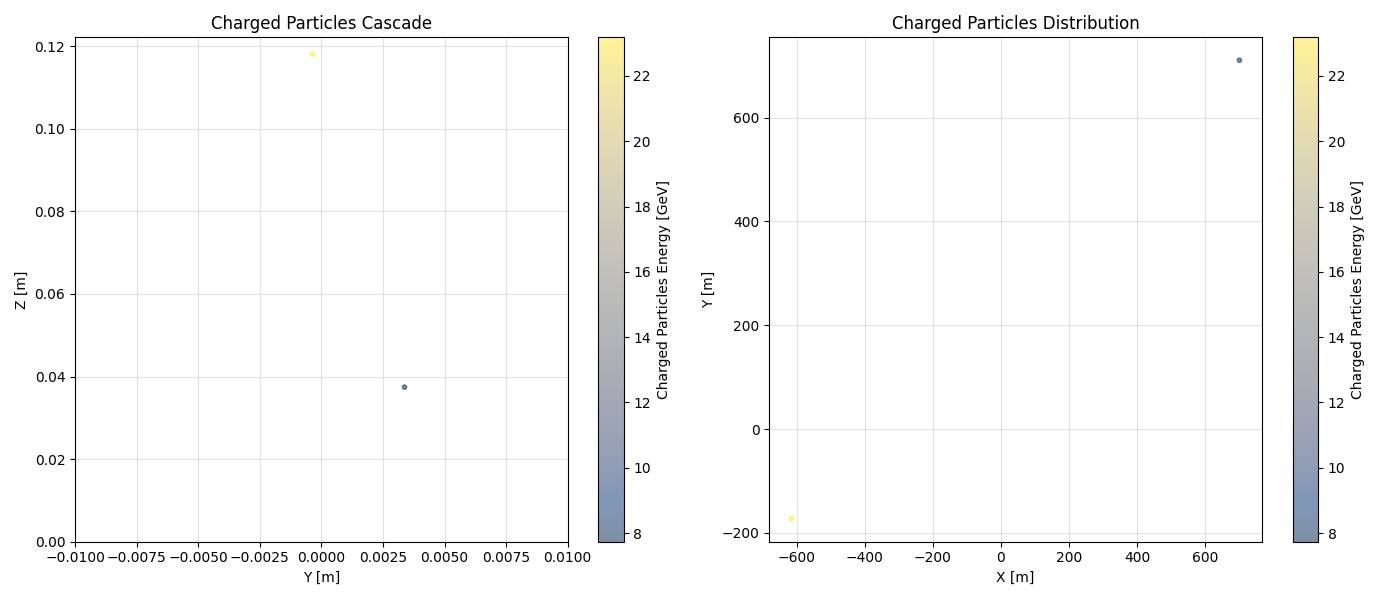 Charged Particles Cascade
0.12
0.10
0.08
0.06
0.04
0.02
0.00
Z [m]
−0.0100 −0.0075 −0.0050 −0.0025 0.0000 0.0025 0.0050 0.0075 0.0100
Y [m]
22
20
18
16
14
12
10
8
Charged Particles Energy [GeV]
Charged Particles Distribution
600
400
200
0
−200
Y [m]
−600 −400 −200 0 200 400 600
X [m]
22
20
18
16
14
12
10
8
Charged Particles Energy [GeV]